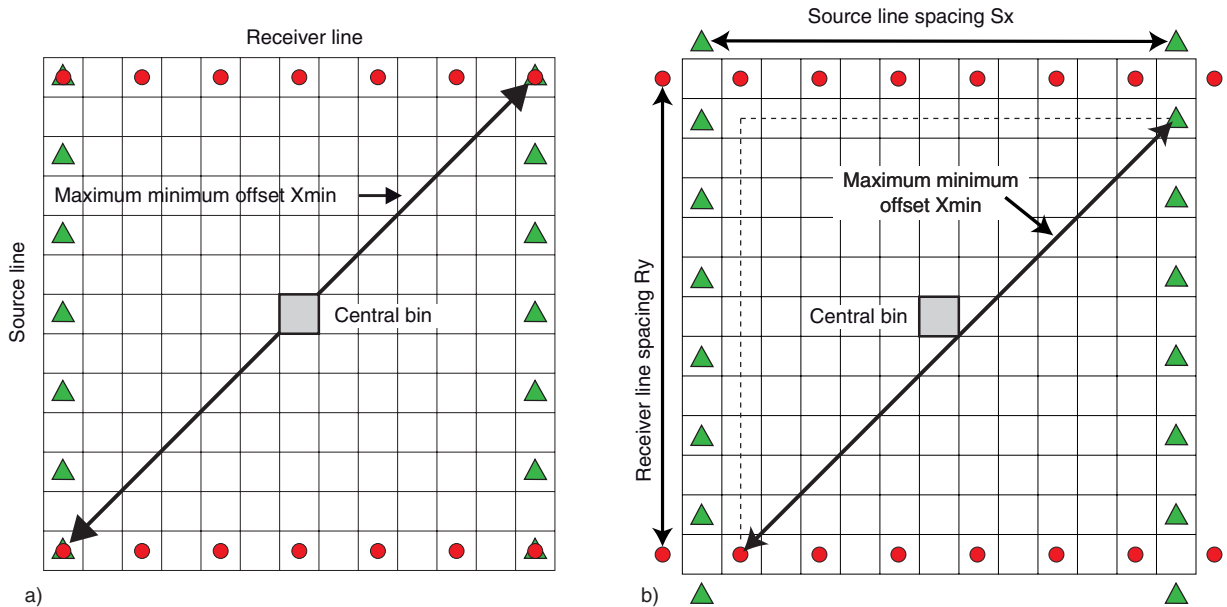 Receiver line
Source line
Maximum minimum offset Xmin
Central bin
a)
Source line spacing Sx
Receiver line spacing Ry
Maximum minimum
offset Xmin
Central bin
b)